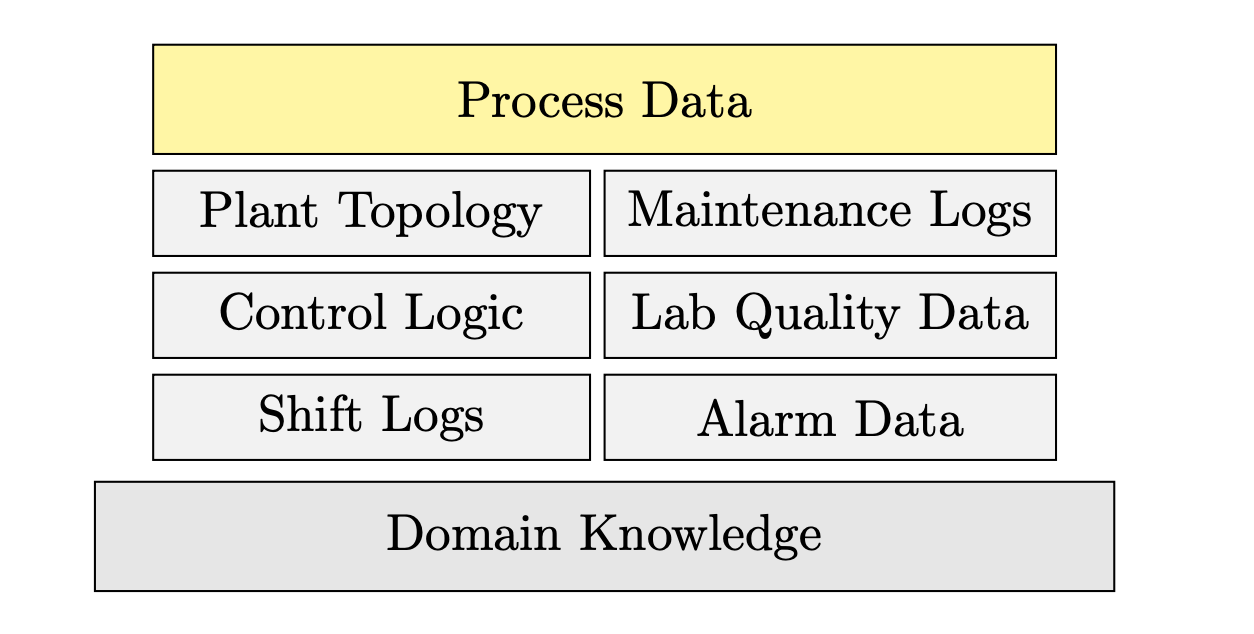 Process Data
Plant Topology
Maintenance Logs
Control Logic
Lab Quality Data
Shift Logs
Alarm Data
Domain Knowledge